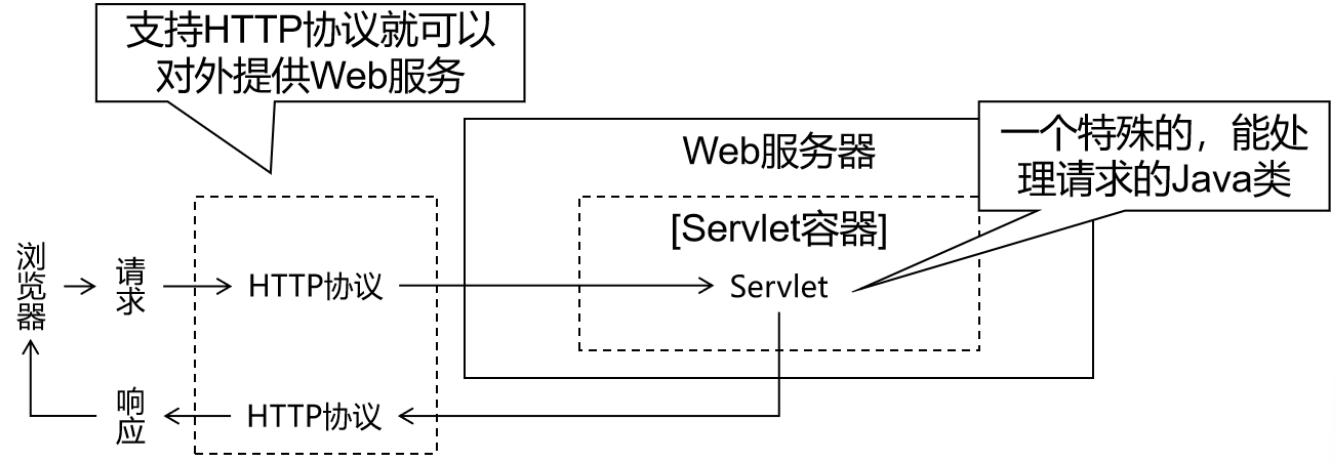 支持HTTP协议就可以
对外提供Web服务
Web服务器
一个特殊的，能处
理请求的Java类
[Servlet容器]
浏览器
请求
HTTP协议
Servlet
响应
HTTP协议